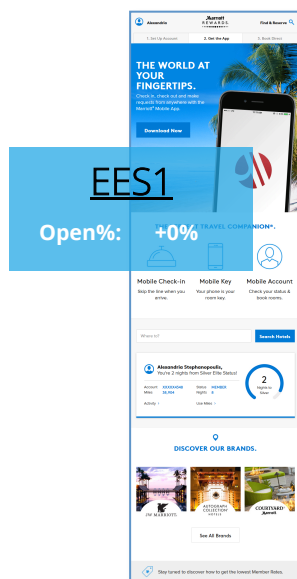 Alexandria
Marriott
REWARDS.
Find & Reserve
1. Set Up Account
2. Get the App
3. Book Direct
THE WORLD AT
YOUR
FINGERTIPS.
Check in, check out and make
requests from anywhere with the
Marriott® Mobile App.
Download Now
EES1
Open%: +0%
TRAVEL COMPANION*.
Mobile Check-in
Mobile Key
Mobile Account
Skip the line when you
arrive.
Your phone is your
room key.
Check your status &
book rooms.
Where to?
Search Hotels
Alexandria Stephanopoulis,
You're 2 nights from Silver Elite Status!
Account XXXXX4048
Status MEMBER
Nights 8
Activity >
Use Miles >
2
Nights to
Silver
DISCOVER OUR BRANDS.
JW MARRIOTT
AUTOGRAPH
COLLECTION®
HOTELS
COURTYARD®
Marriott
See All Brands
Stay tuned to discover how to get the lowest Member Rates,